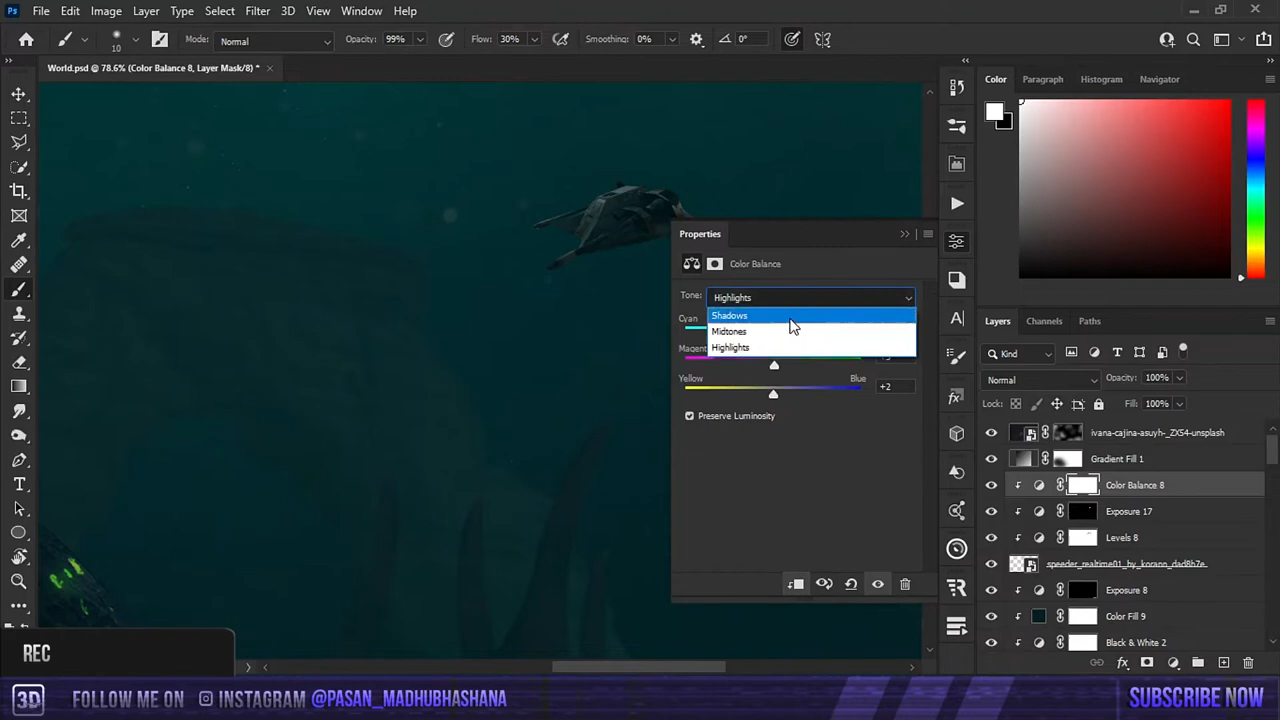 Ps File Edit Image Layer Type Select Filter 3D View Window Help
10 Mode: Normal Opacity: 99% Flow: 30% Smoothing: 0% 0°
World.psd @ 78.6% (Color Balance 8, Layer Mask/8) *
Color Paragraph Histogram Navigator
Properties
Color Balance
Tone: Highlights
Shadows
Midtones
Highlights
Cyan
Magent
Yellow Blue +2
Preserve Luminosity
Layers Channels Paths
Kind
Normal Opacity: 100%
Lock: Fill: 100%
ivana-cajina-asuyh-_ZX54-unsplash
Gradient Fill 1
Color Balance 8
Exposure 17
Levels 8
speeder_realtime01_by_korann_dad8h7e.
Exposure 8
Color Fill 9
Black & White 2
REC
3D FOLLOW ME ON INSTAGRAM @PASAN_MADHUBHASHANA SUBSCRIBE NOW